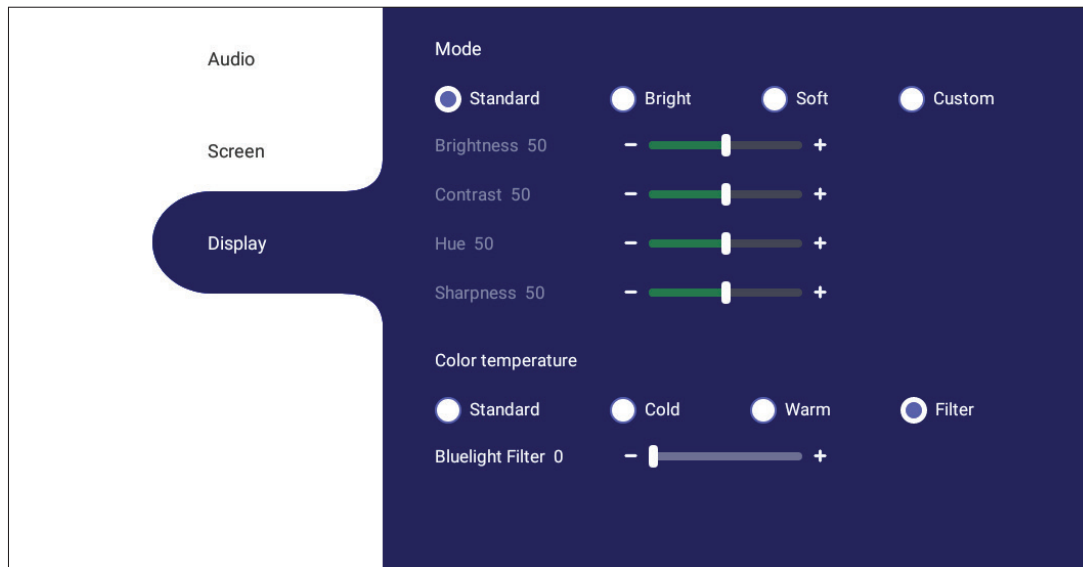 Audio
Screen
Display
Mode
Standard Bright Soft Custom
Brightness 50 - +
Contrast 50 - +
Hue 50 - +
Sharpness 50 - +
Color temperature
Standard Cold Warm Filter
Bluelight Filter 0 - +